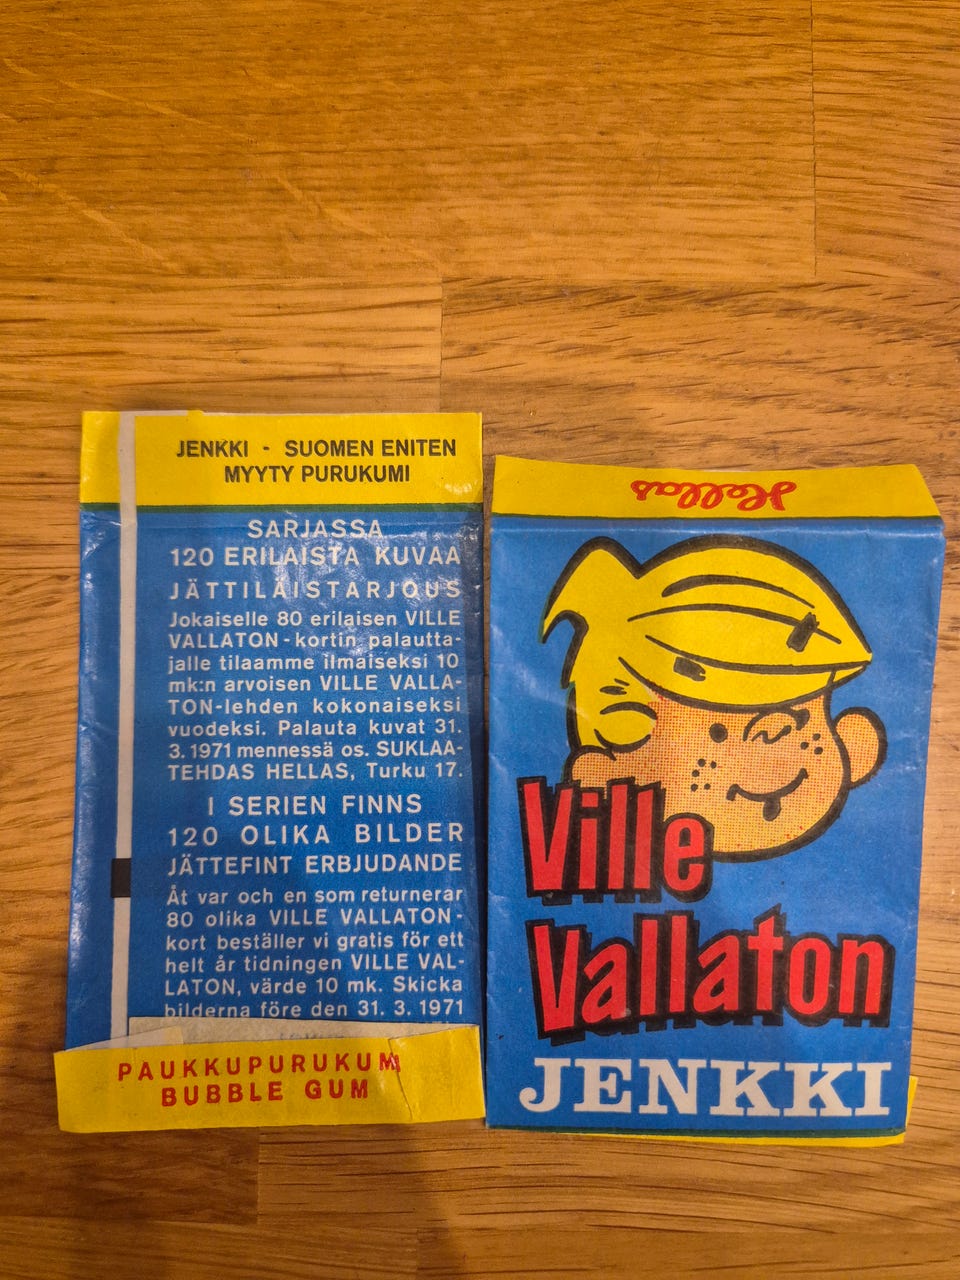 JENKKI - SUOMEN ENITEN
MYYTY PURUKUMI
SARJASSA
120 ERILAISTA KUVAA
JÄTTILÄISTARJOUS
Jokaiselle 80 erilaisen VILLE
VALLATON-kortin palautta-
jalle tilaamme ilmaiseksi 10
mk:n arvoisen VILLE VALLA-
TON-lehden kokonaiseksi
vuodeksi. Palauta kuvat 31.
3. 1971 mennessä os. SUKLAA-
TEHDAS HELLAS, Turku 17.
I SERIEN FINNS
120 OLIKA BILDER
JÄTTEFINT ERBJUDANDE
Åt var och en som returnerar
80 olika VILLE VALLATON-
kort beställer vi gratis för ett
helt år tidningen VILLE VAL-
LATON, värde 10 mk. Skicka
bilderna före den 31. 3. 1971
PAUKKUPURUKUMI
BUBBLE GUM
Hellas
Ville
Vallaton
JENKKI